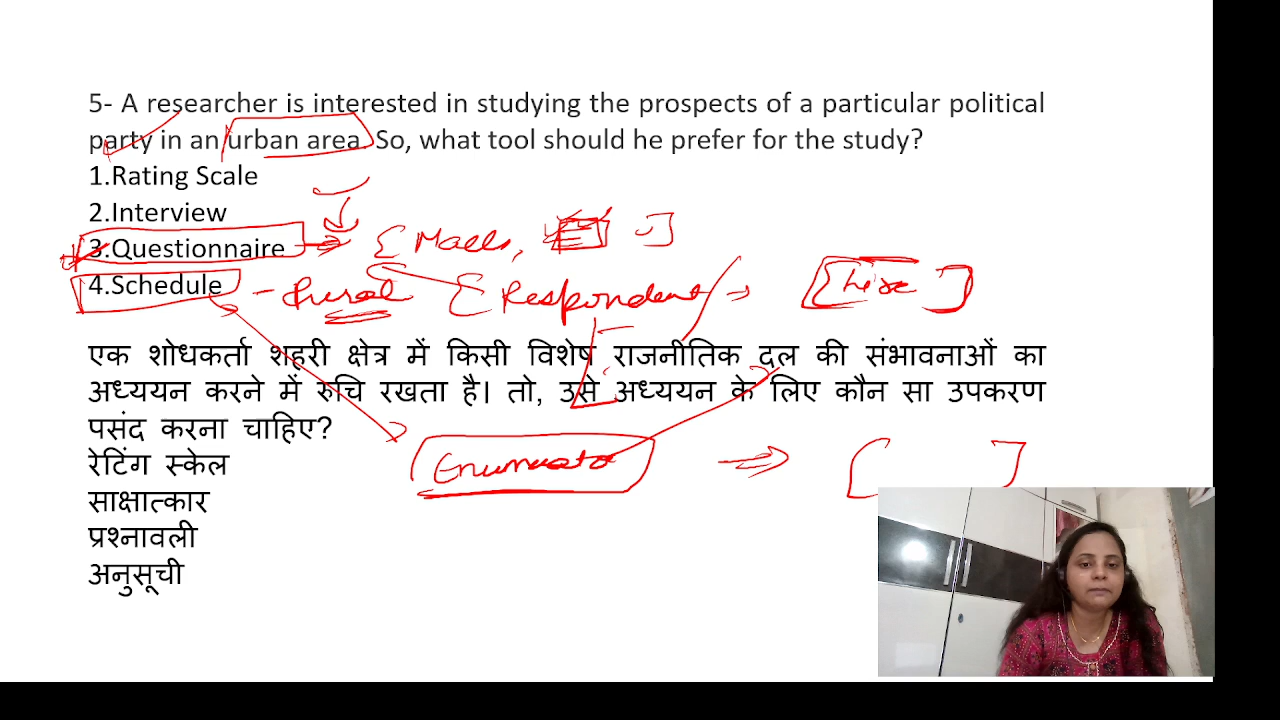 5- A researcher is interested in studying the prospects of a particular political
party in an urban area. So, what tool should he prefer for the study?
1.Rating Scale
2.Interview
3.Questionnaire
4.Schedule
Rural
Respondent
एक शोधकर्ता शहरी क्षेत्र में किसी विशेष राजनीतिक दल की संभावनाओं का
अध्ययन करने में रुचि रखता है। तो, उसे अध्ययन के लिए कौन सा उपकरण
पसंद करना चाहिए?
Enumerator
रेटिंग स्केल
साक्षात्कार
प्रश्नावली
अनुसूची